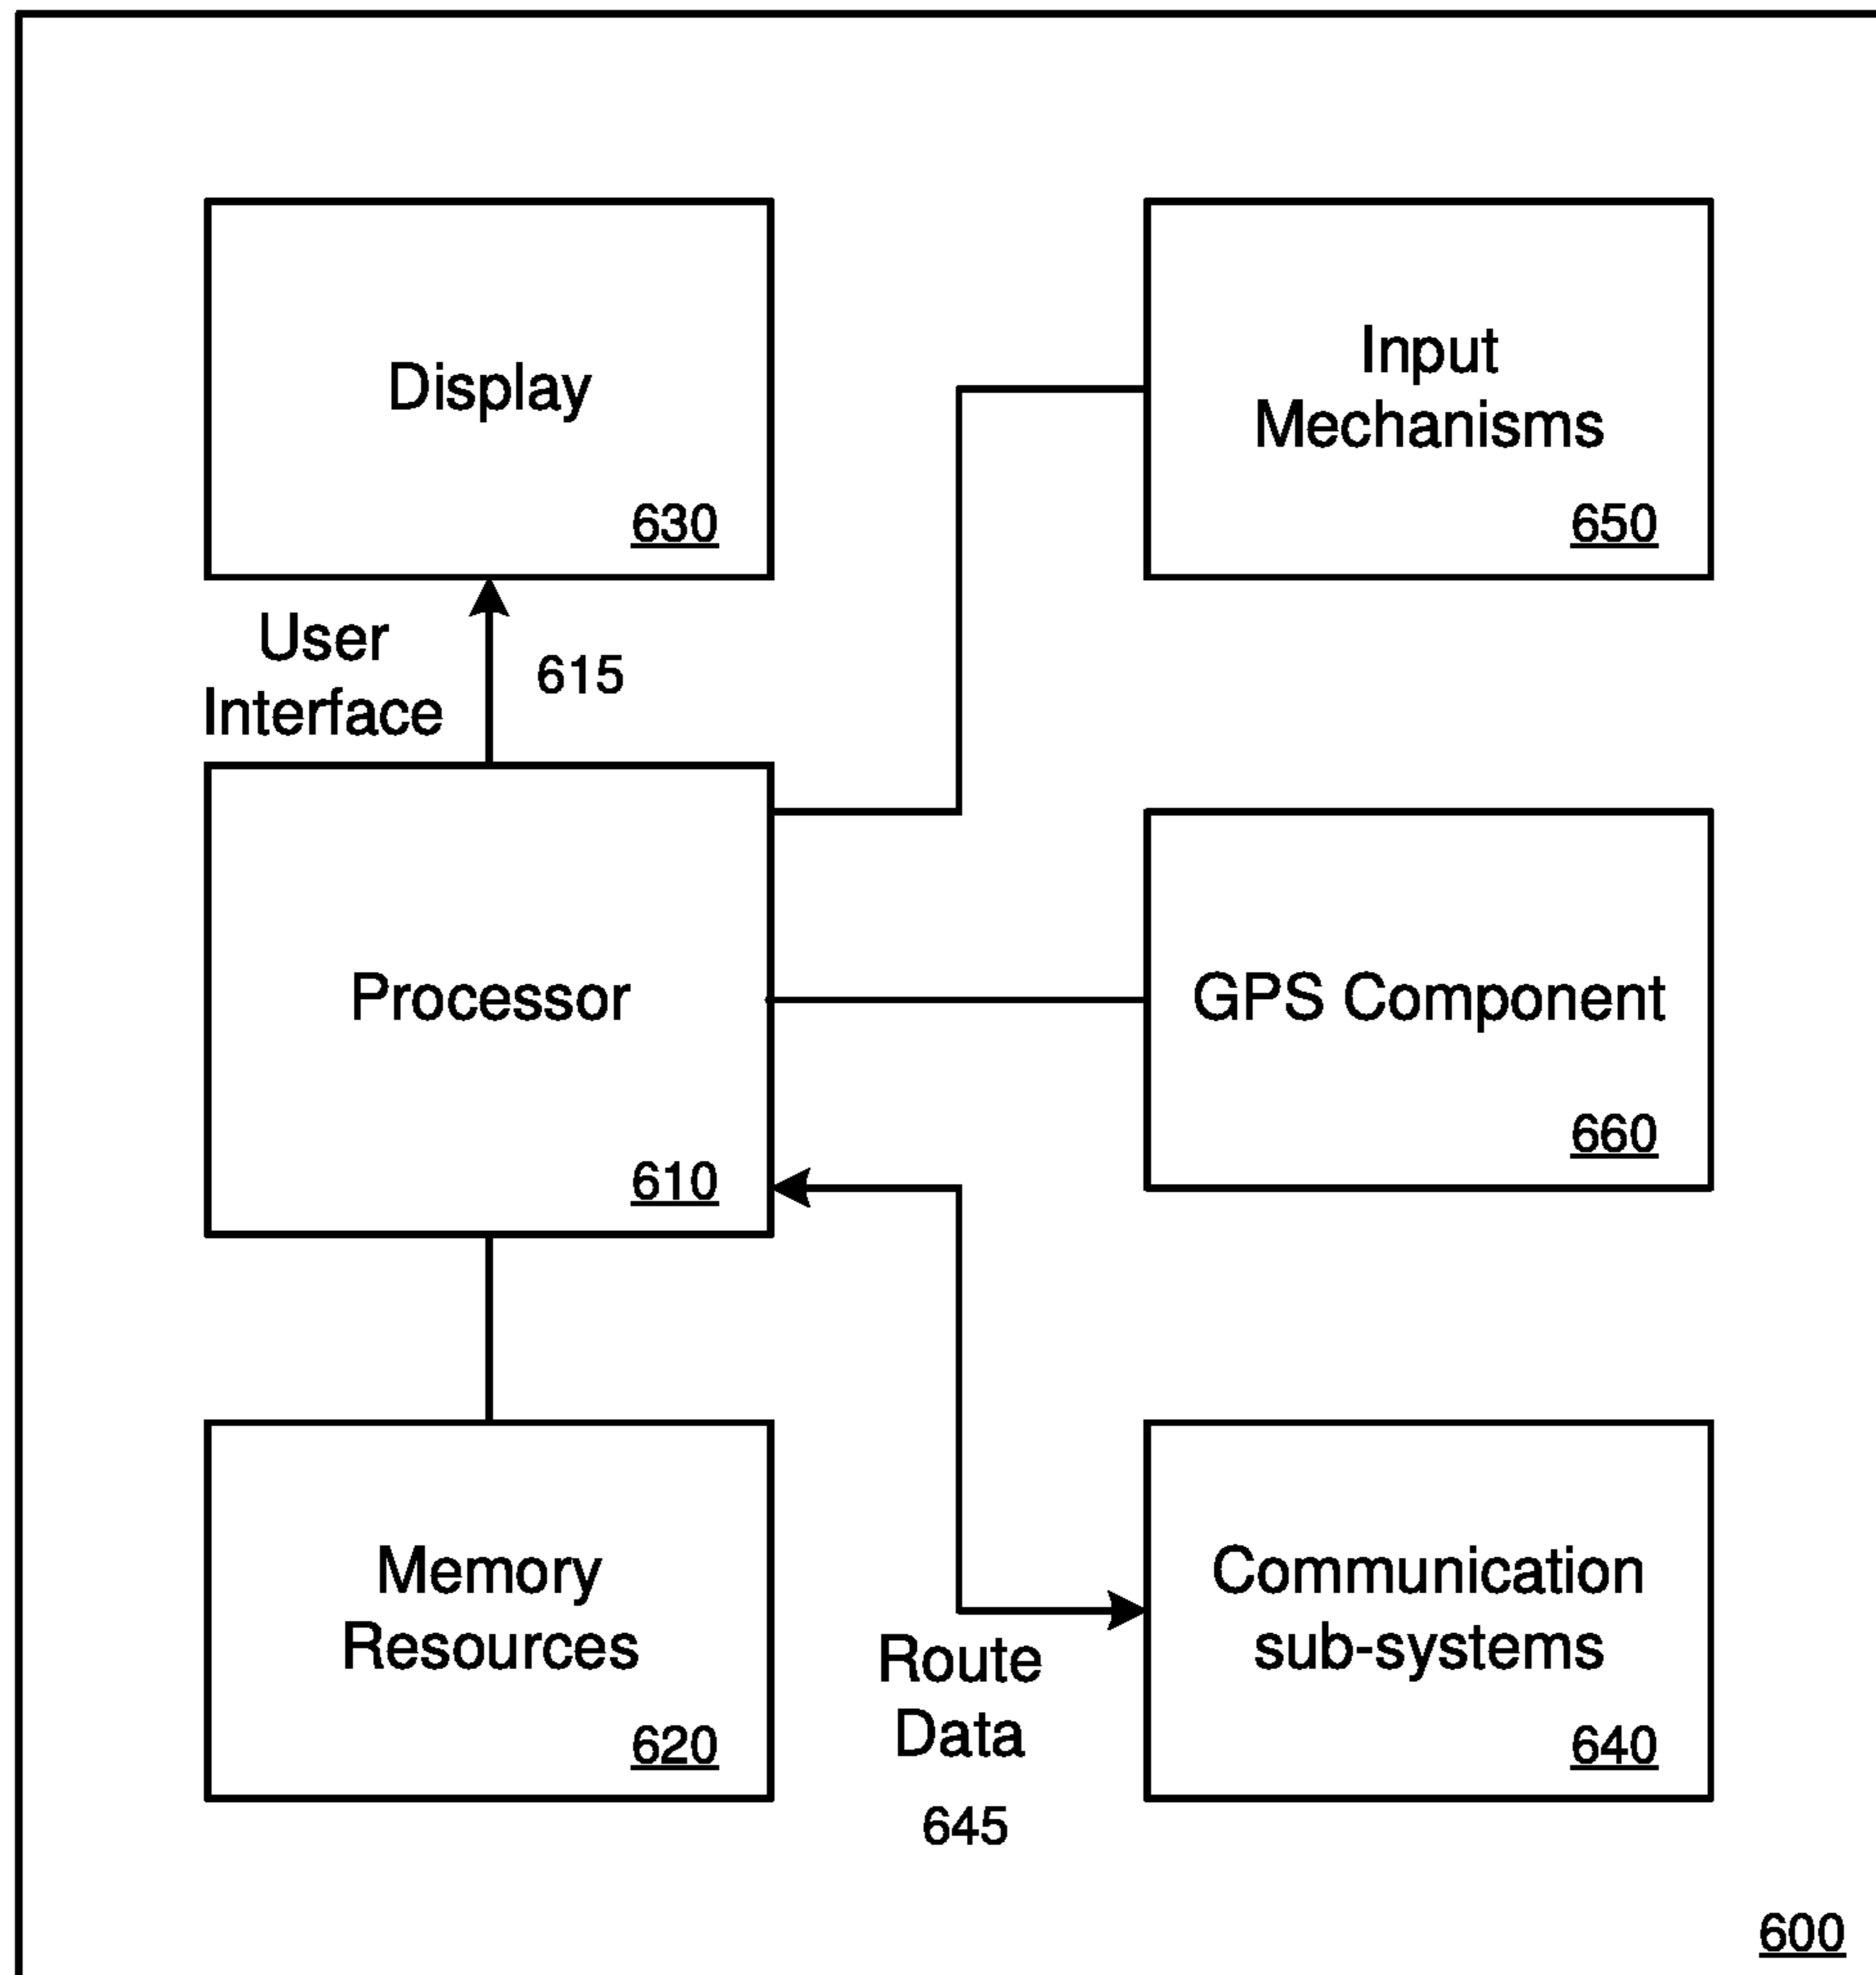 Display
630
Input
Mechanisms
650
User
Interface
615
Processor
610
GPS Component
660
Memory
Resources
620
Route
Data
645
Communication
sub-systems
640
600